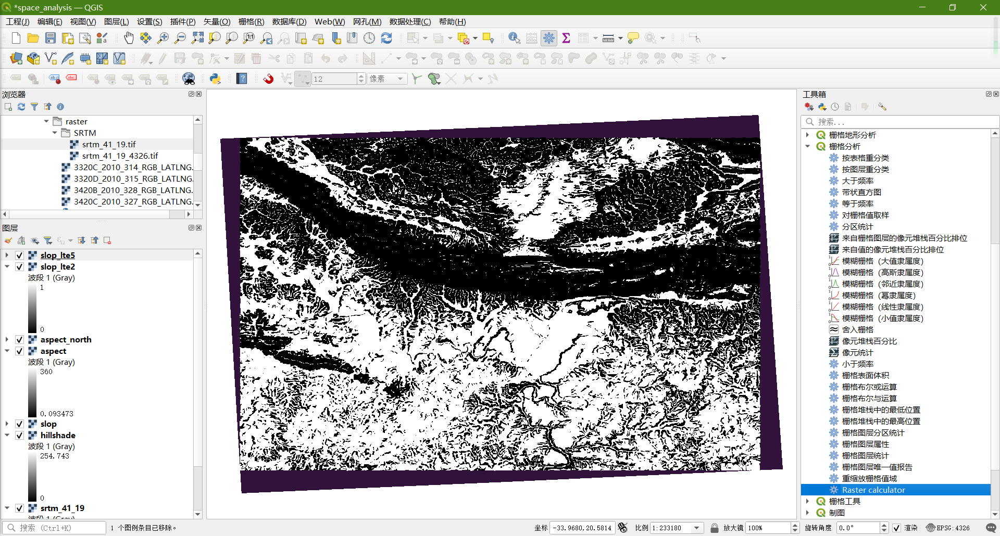 *space_analysis — QGIS
工程(J) 编辑(E) 视图(V) 图层(L) 设置(S) 插件(P) 矢量(O) 栅格(R) 数据库(D) Web(W) 网孔(M) 数据处理(C) 帮助(H)
12 像素
浏览器
raster
SRTM
srtm_41_19.tif
srtm_41_19_4326.tif
3320C_2010_314_RGB_LATLNG.
3320D_2010_315_RGB_LATLNG.
3420B_2010_328_RGB_LATLNG.
3420C_2010_327_RGB_LATLNG.
图层
slop_lte5
slop_lte2
波段 1 (Gray)
1
0
aspect_north
aspect
波段 1 (Gray)
360
0.093473
slop
hillshade
波段 1 (Gray)
254.743
0
srtm_41_19
波段 1 (Gray)
工具箱
搜索...
栅格地形分析
栅格分析
按表格重分类
按图层重分类
大于频率
带状直方图
等于频率
对栅格值取样
分区统计
来自栅格图层的像元堆栈百分比排位
来自值的像元堆栈百分比排位
模糊栅格（大值隶属度）
模糊栅格（高斯隶属度）
模糊栅格（邻近隶属度）
模糊栅格（幂隶属度）
模糊栅格（线性隶属度）
模糊栅格（小值隶属度）
舍入栅格
像元堆栈百分比
像元统计
小于频率
栅格表面体积
栅格布尔或运算
栅格布尔与运算
栅格堆栈中的最低位置
栅格堆栈中的最高位置
栅格图层分区统计
栅格图层属性
栅格图层统计
栅格图层唯一值报告
重缩放栅格值域
Raster calculator
栅格工具
制图
搜索 (Ctrl+K) 1 个图例条目已移除。 坐标 -33.9680,20.5814 比例 1:233180 放大镜 100% 旋转角度 0.0° 渲染 EPSG:4326